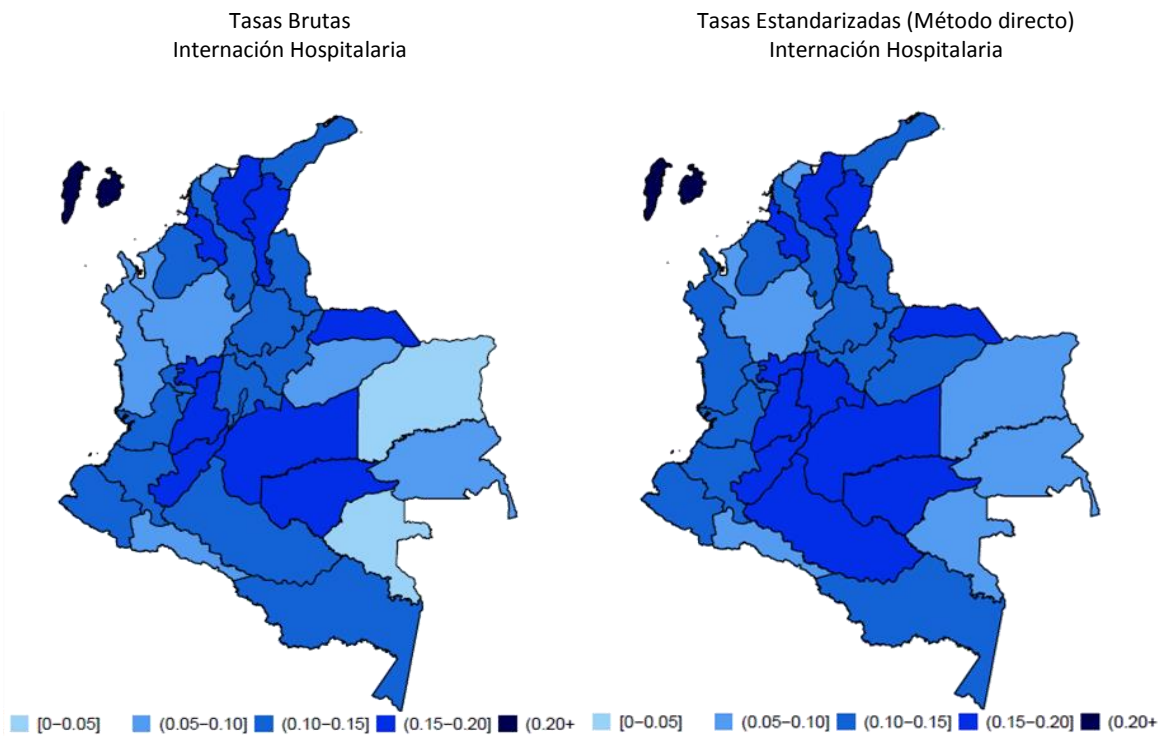 Tasas Brutas
Internación Hospitalaria
Tasas Estandarizadas (Método directo)
Internación Hospitalaria
[0−0.05] (0.05−0.10] (0.10−0.15] (0.15−0.20] (0.20+
[0−0.05] (0.05−0.10] (0.10−0.15] (0.15−0.20] (0.20+